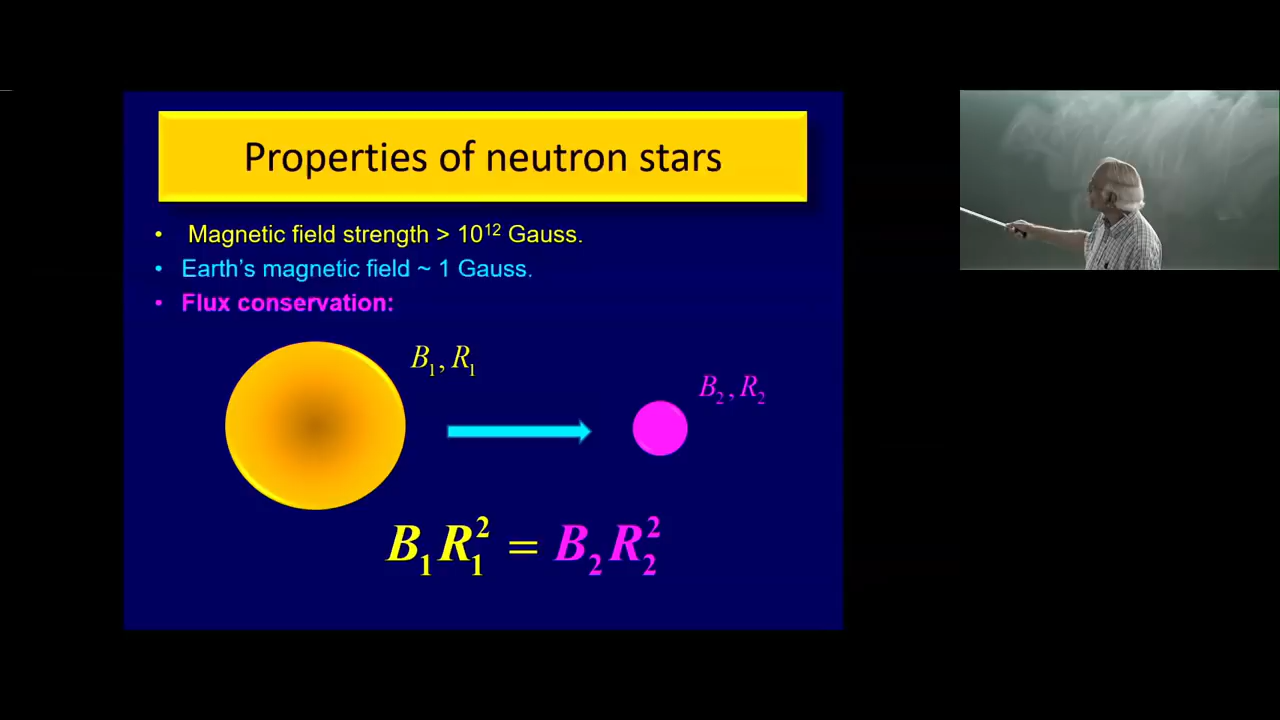 Properties of neutron stars
• Magnetic field strength > 10¹² Gauss.
• Earth's magnetic field ~ 1 Gauss.
• Flux conservation:
B₁, R₁
B₂, R₂
B₁R₁² = B₂R₂²